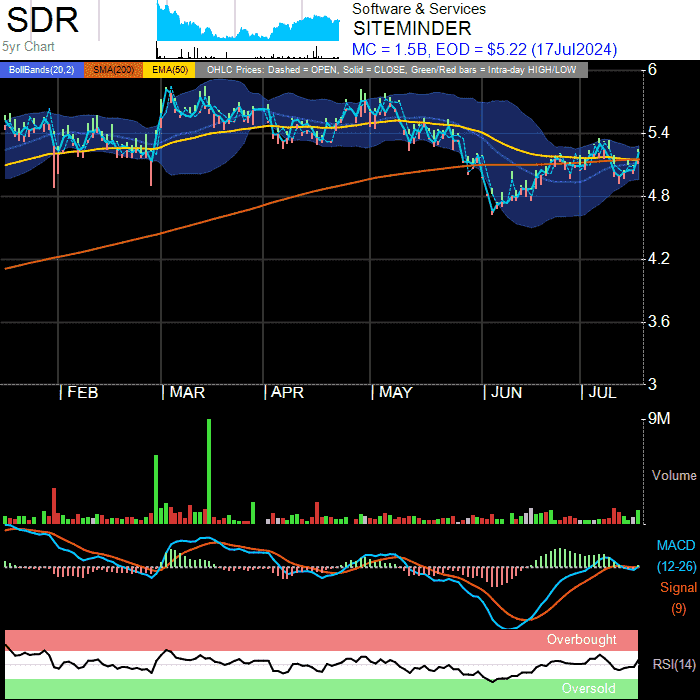 SDR
5yr Chart
Software & Services
SITEMINDER
MC = 1.5B, EOD = $5.22 (17Jul2024)
BollBands(20,2) SMA(200) EMA(50) OHLC Prices: Dashed = OPEN, Solid = CLOSE, Green/Red bars = Intra-day HIGH/LOW
6
5.4
4.8
4.2
3.6
3
FEB MAR APR MAY JUN JUL
9M
Volume
MACD
(12-26)
Signal
(9)
Overbought
RSI(14)
Oversold